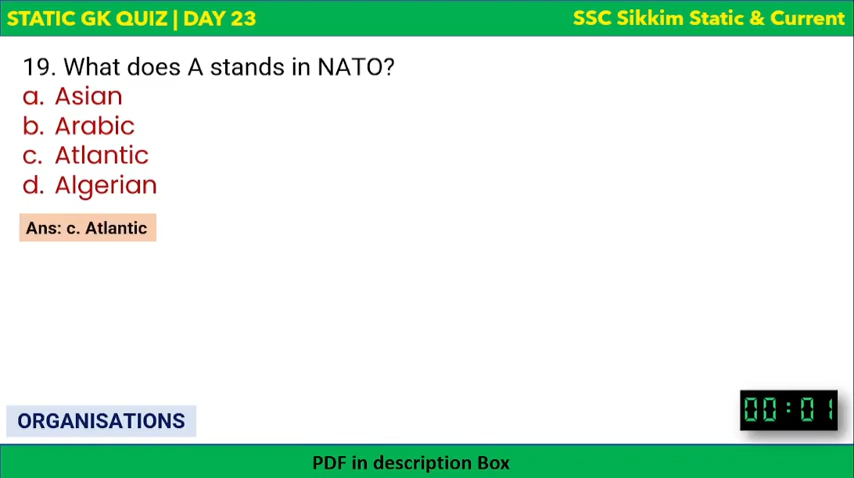 STATIC GK QUIZ | DAY 23
SSC Sikkim Static & Current
19. What does A stands in NATO?
a. Asian
b. Arabic
c. Atlantic
d. Algerian
Ans: c. Atlantic
ORGANISATIONS
00:01
PDF in description Box